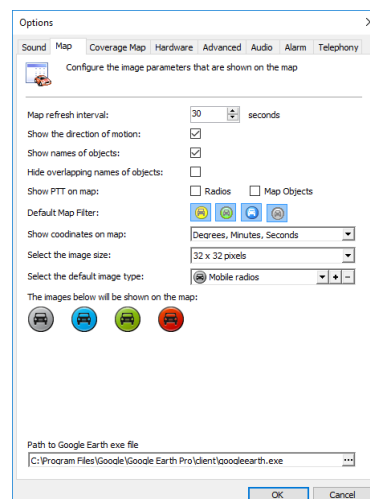 Options
Sound Map Coverage Map Hardware Advanced Audio Alarm Telephony
Configure the image parameters that are shown on the map
Map refresh interval: 30 seconds
Show the direction of motion:
Show names of objects:
Hide overlapping names of objects:
Show PTT on map: Radios Map Objects
Default Map Filter:
Show coodinates on map: Degrees, Minutes, Seconds
Select the image size: 32 x 32 pixels
Select the default image type: Mobile radios
The images below will be shown on the map:
Path to Google Earth exe file
C:\Program Files\Google\Google Earth Pro\client\googleearth.exe
OK Cancel